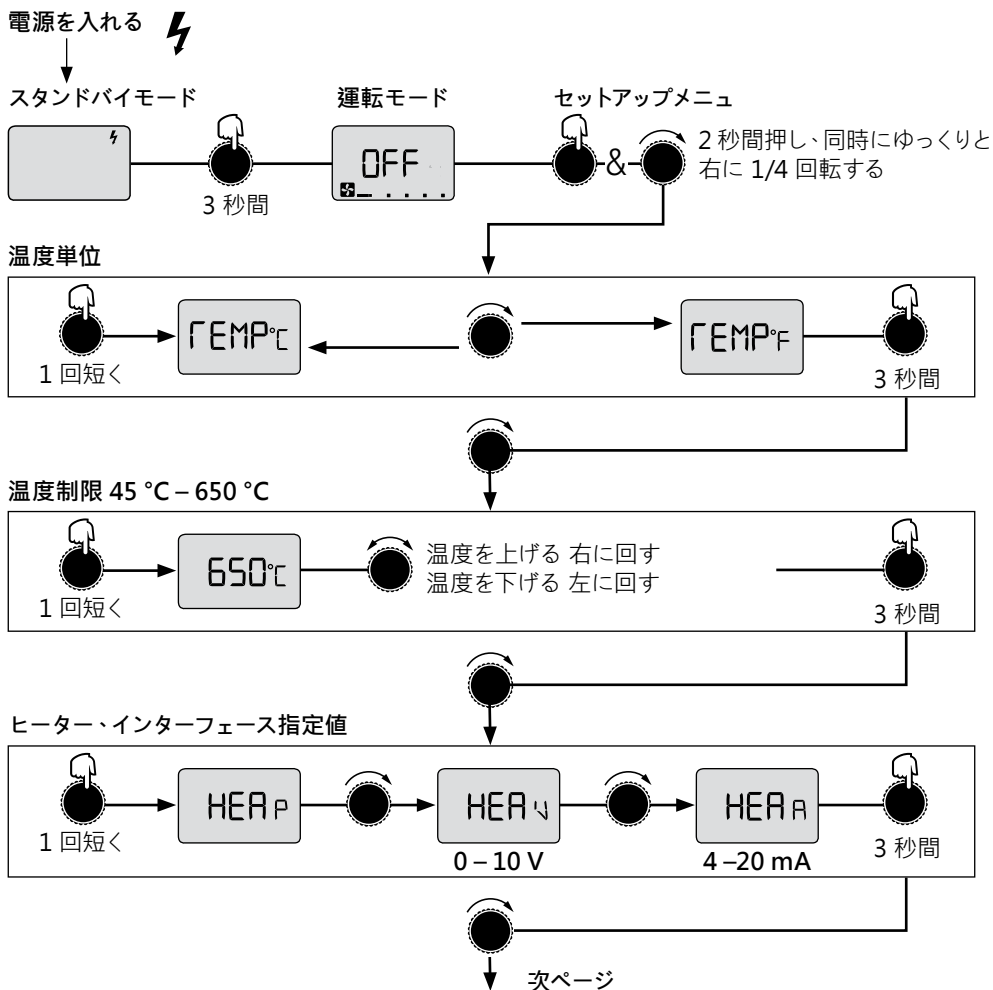 電源を入れる
スタンドバイモード
運転モード
セットアップメニュー
OFF
&
2 秒間押し、同時にゆっくりと
右に 1/4 回転する
3 秒間
温度単位
TEMP°C
TEMP°F
1 回短く
3 秒間
温度制限 45 °C – 650 °C
650°C
温度を上げる 右に回す
温度を下げる 左に回す
1 回短く
3 秒間
ヒーター・インターフェース指定値
HEA P
HEA V
HEA A
1 回短く
0 – 10 V
4 –20 mA
3 秒間
次ページ